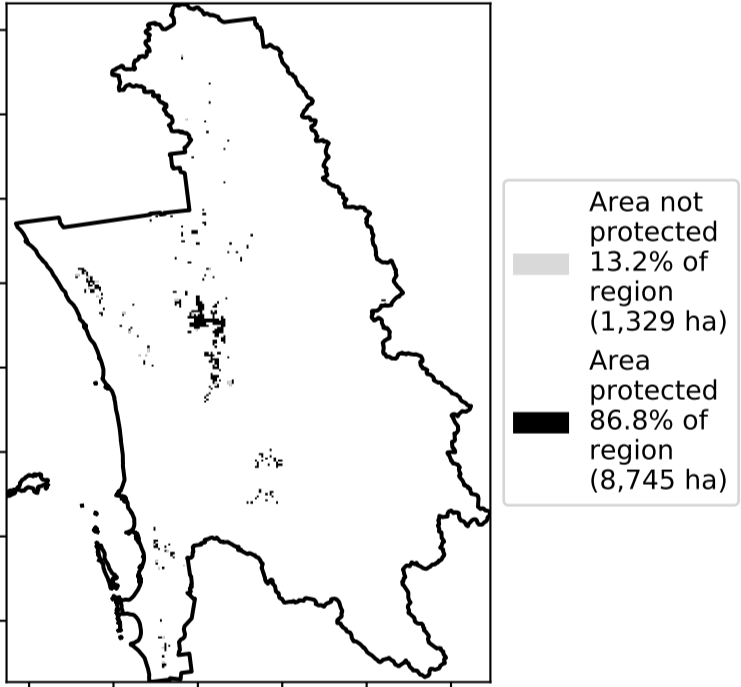 Area not
protected
13.2% of
region
(1,329 ha)
Area
protected
86.8% of
region
(8,745 ha)